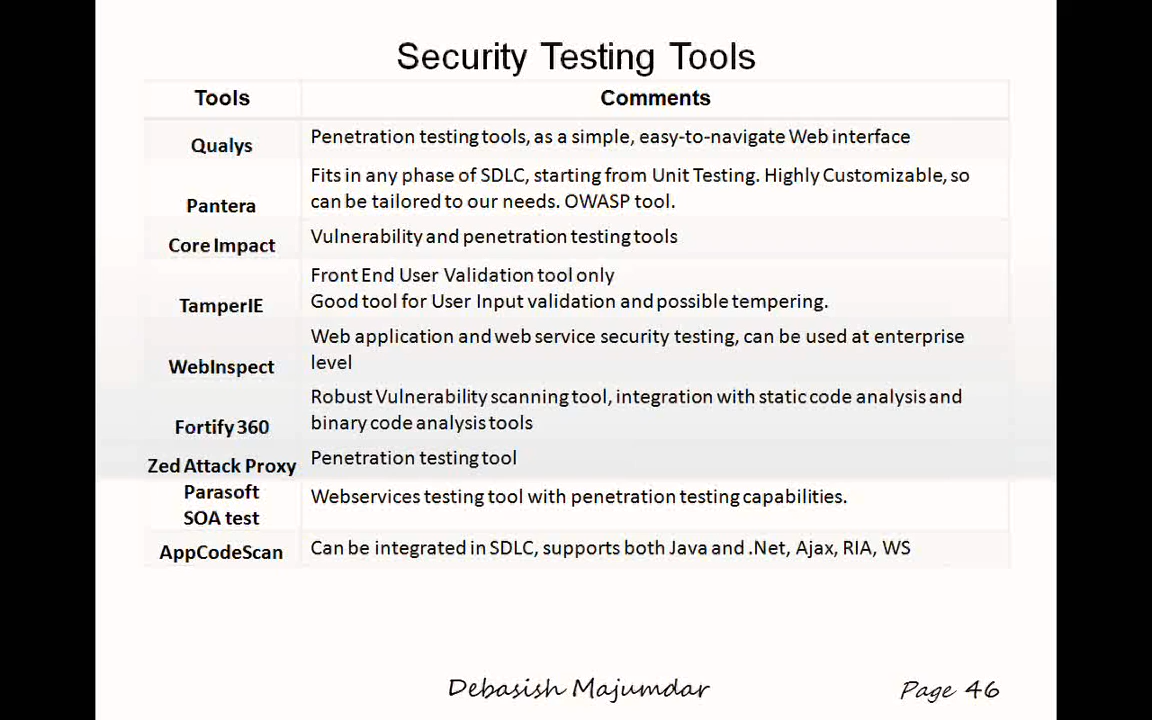 Security Testing Tools
Tools Comments
Qualys Penetration testing tools, as a simple, easy-to-navigate Web interface
Fits in any phase of SDLC, starting from Unit Testing. Highly Customizable, so
Pantera can be tailored to our needs. OWASP tool.
Core Impact Vulnerability and penetration testing tools
Front End User Validation tool only
TamperIE Good tool for User Input validation and possible tempering.
Web application and web service security testing, can be used at enterprise
WebInspect level
Robust Vulnerability scanning tool, integration with static code analysis and
Fortify 360 binary code analysis tools
Zed Attack Proxy Penetration testing tool
Parasoft Webservices testing tool with penetration testing capabilities.
SOA test
AppCodeScan Can be integrated in SDLC, supports both Java and .Net, Ajax, RIA, WS
Debasish Majumdar Page 46